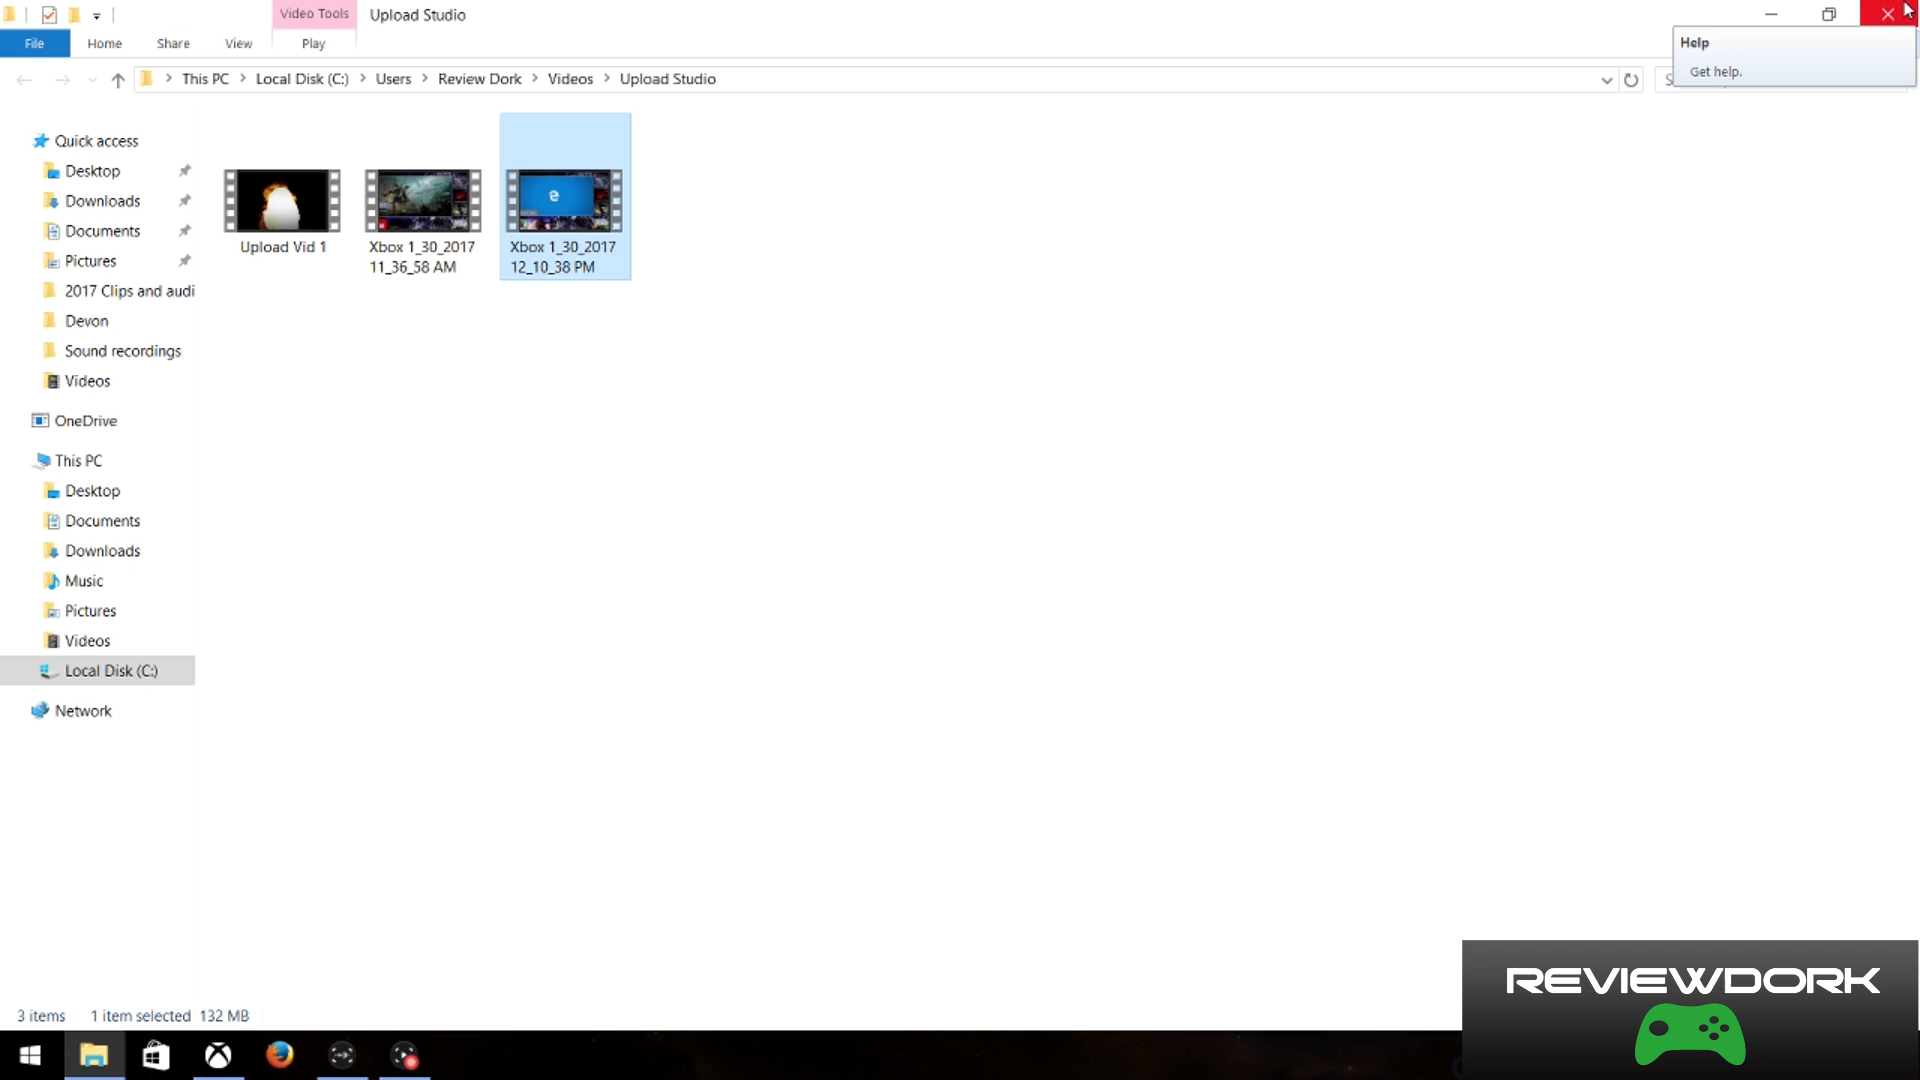 Video Tools
Upload Studio
File
Home
Share
View
Play
Help
Get help.
This PC
Local Disk (C:)
Users
Review Dork
Videos
Upload Studio
Quick access
Desktop
Downloads
Documents
Pictures
2017 Clips and audi
Devon
Sound recordings
Videos
OneDrive
This PC
Desktop
Documents
Downloads
Music
Pictures
Videos
Local Disk (C:)
Network
Upload Vid 1
Xbox 1_30_2017
11_36_58 AM
Xbox 1_30_2017
12_10_38 PM
3 items
1 item selected 132 MB
REVIEWDORK